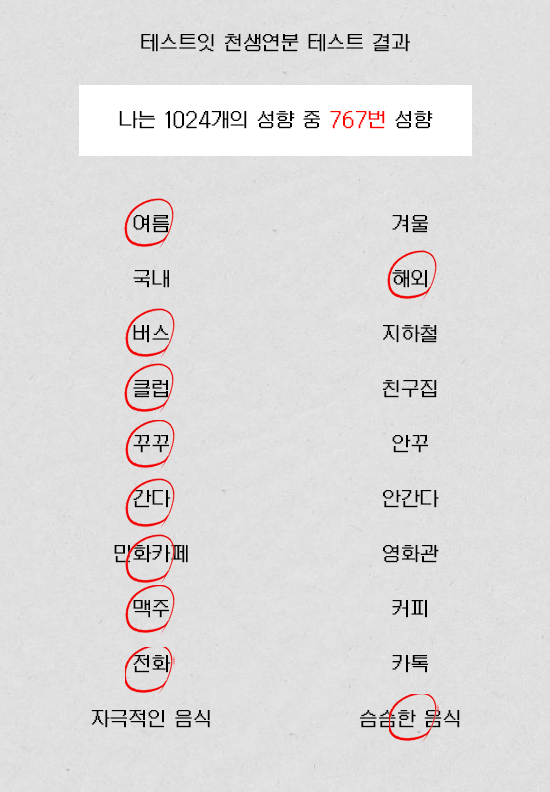 테스트잇 천생연분 테스트 결과
나는 1024개의 성향 중 767번 성향
여름 겨울
국내 해외
버스 지하철
클럽 친구집
꾸꾸 안꾸
간다 안간다
만화카페 영화관
맥주 커피
전화 카톡
자극적인 음식 슴슴한 음식